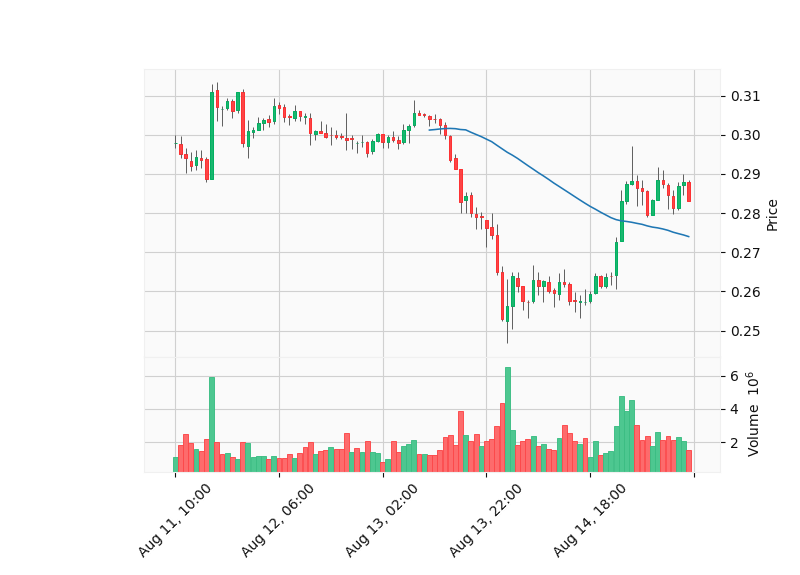 0.31
0.30
0.29
0.28
0.27
0.26
0.25
Price
6
4
2
Volume 10^6
Aug 11, 10:00
Aug 12, 06:00
Aug 13, 02:00
Aug 13, 22:00
Aug 14, 18:00